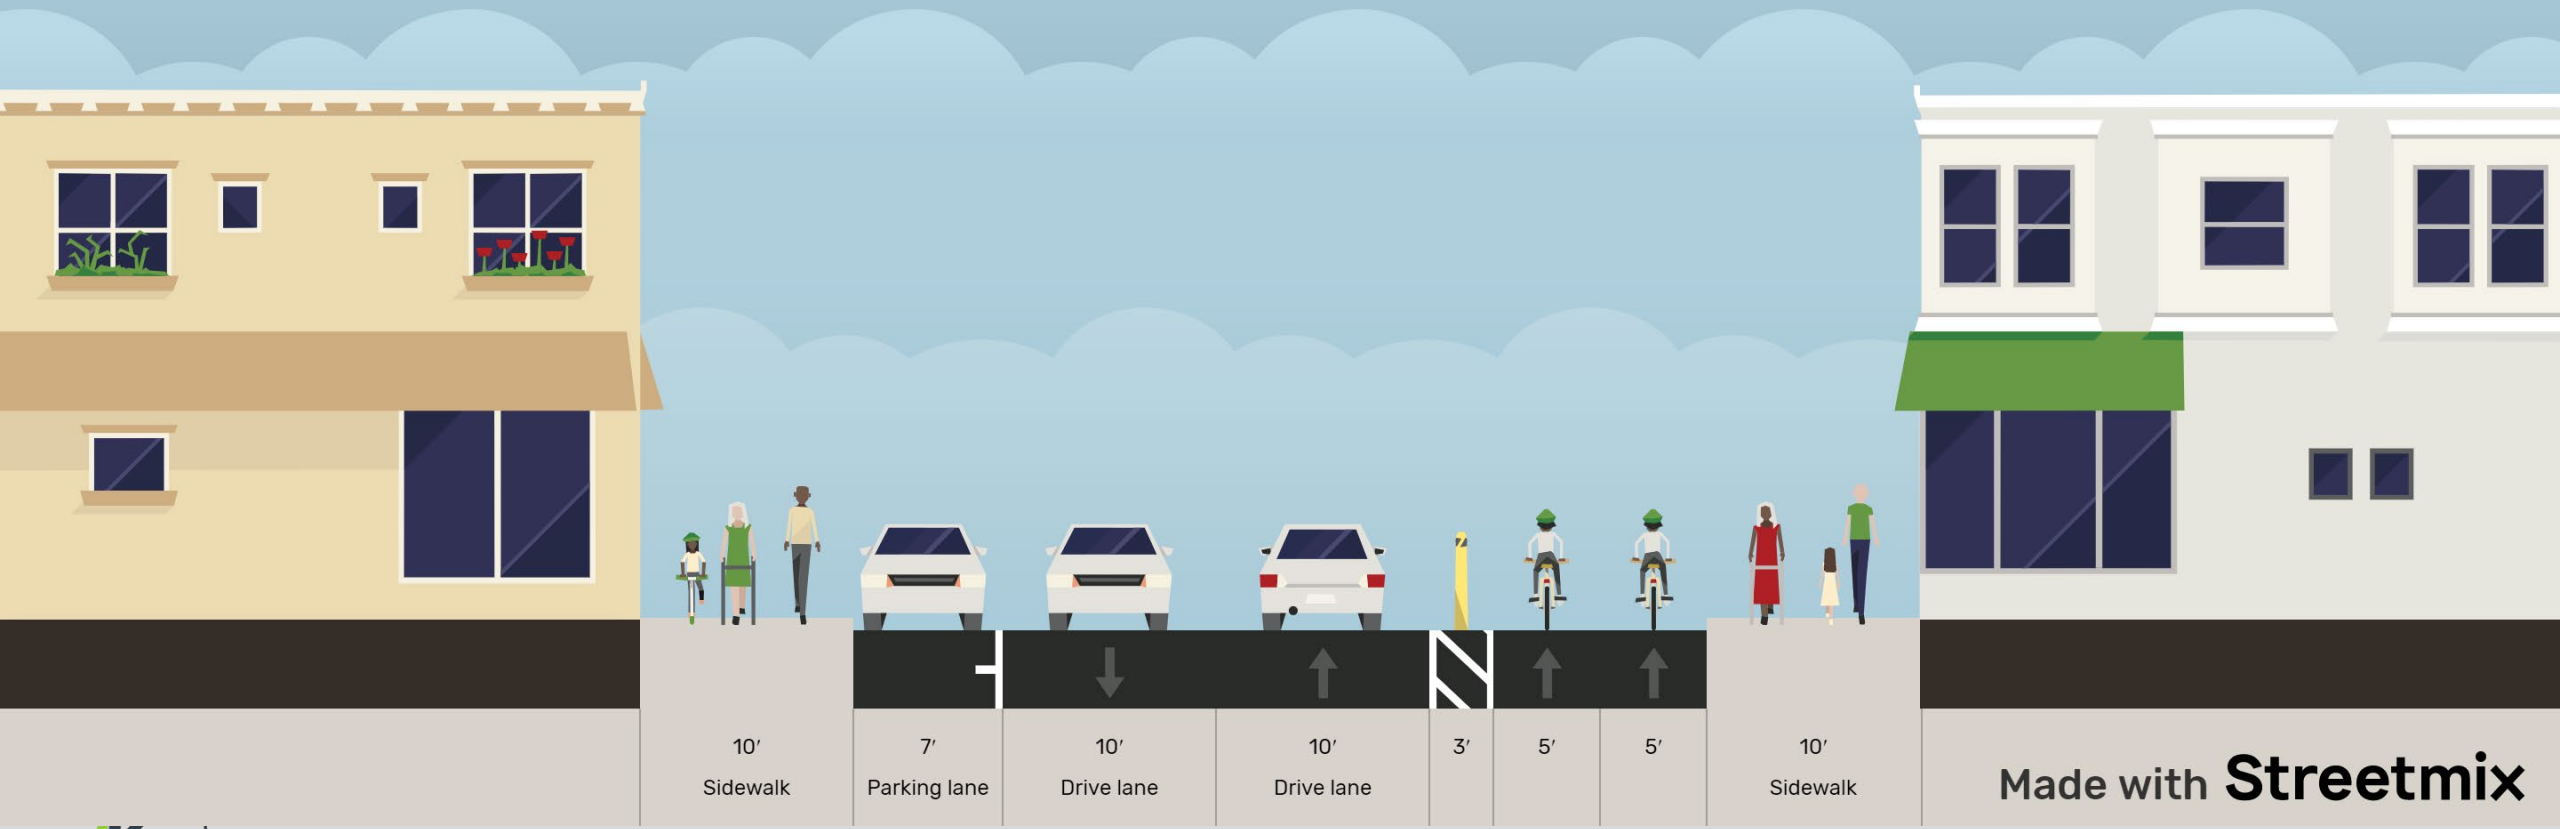 10′
Sidewalk
7′
Parking lane
10′
Drive lane
10′
Drive lane
3′
5′
5′
10′
Sidewalk
Made with Streetmix